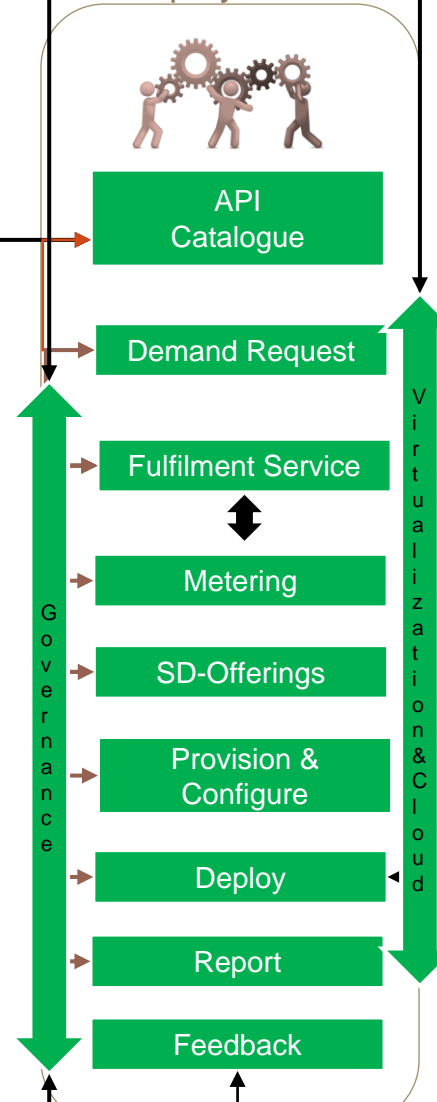 API
Catalogue
Demand Request
Fulfilment Service
Metering
SD-Offerings
Provision &
Configure
Deploy
Report
Feedback
Governance
Virtualization&Cloud